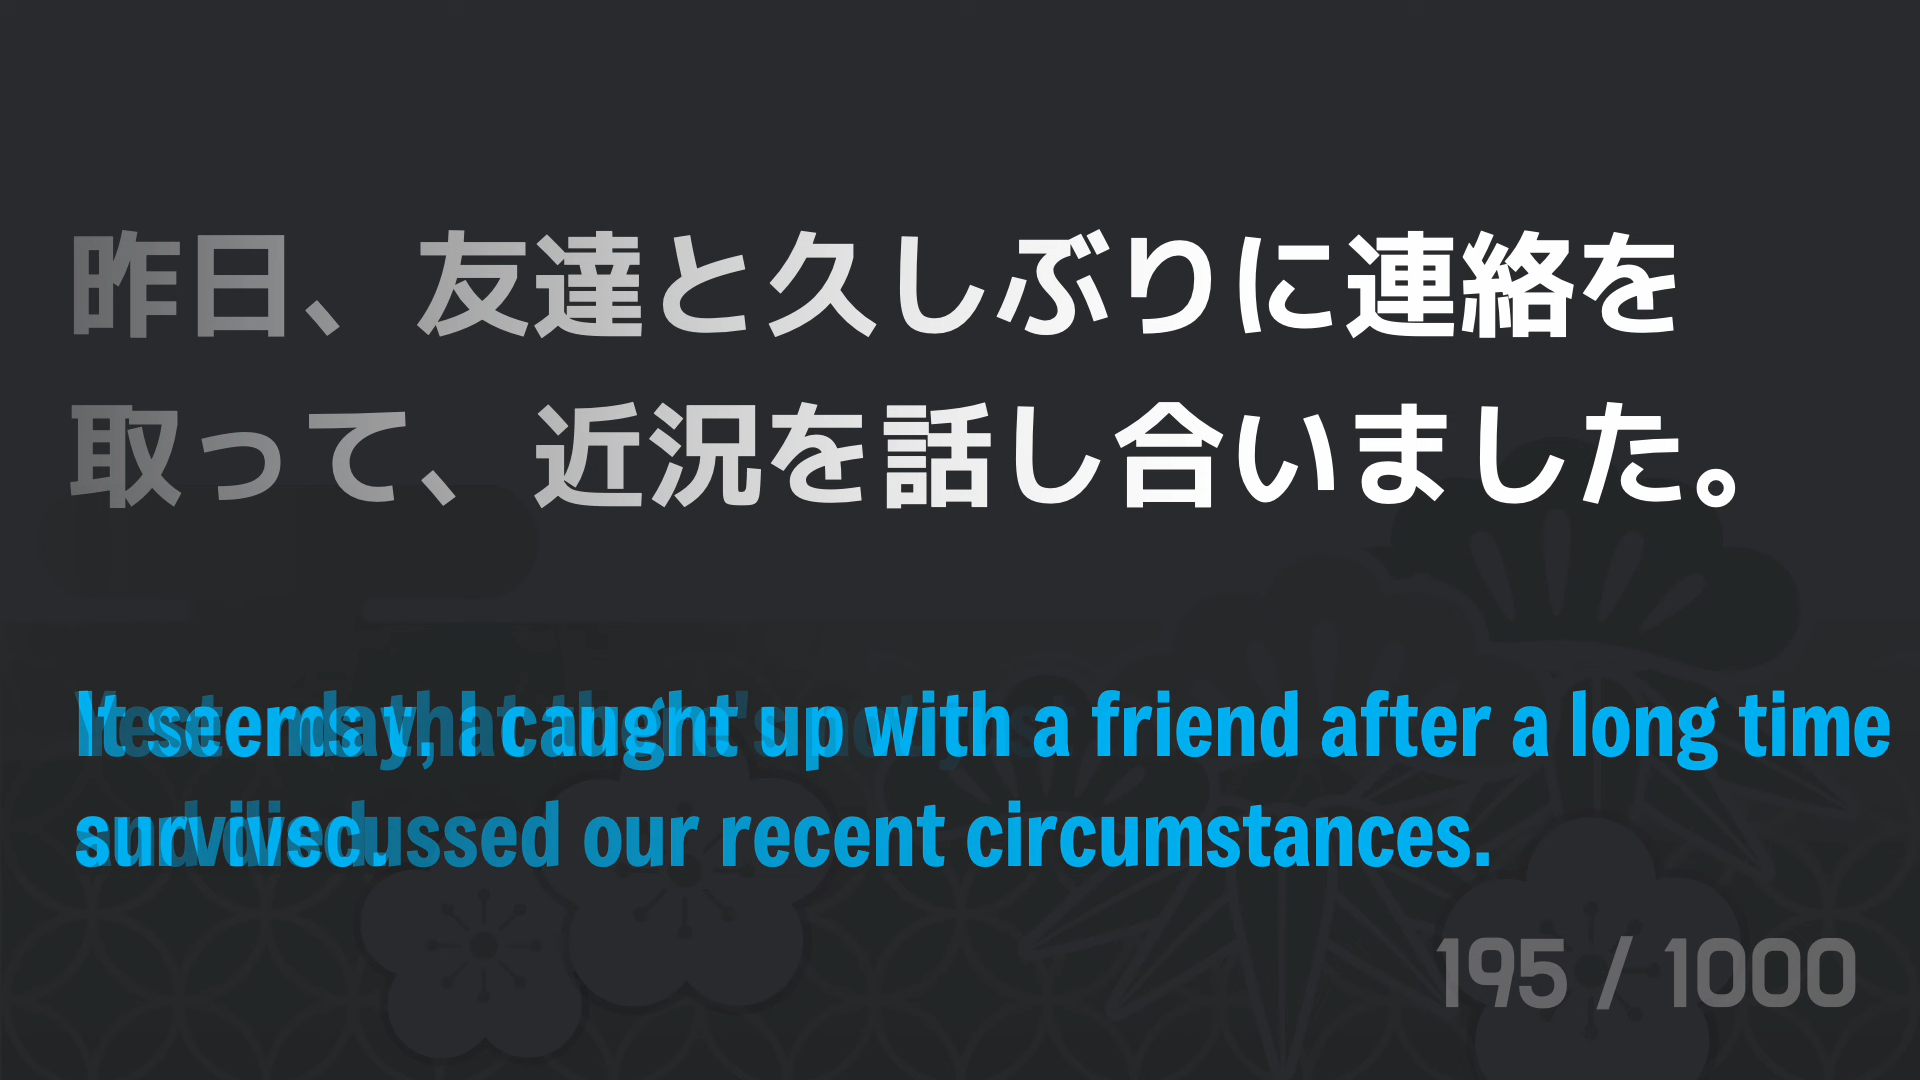 昨日、友達と久しぶりに連絡を
取って、近況を話し合いました。
Yesterday, I caught up with a friend after a long time
discussed our recent circumstances.
195 / 1000